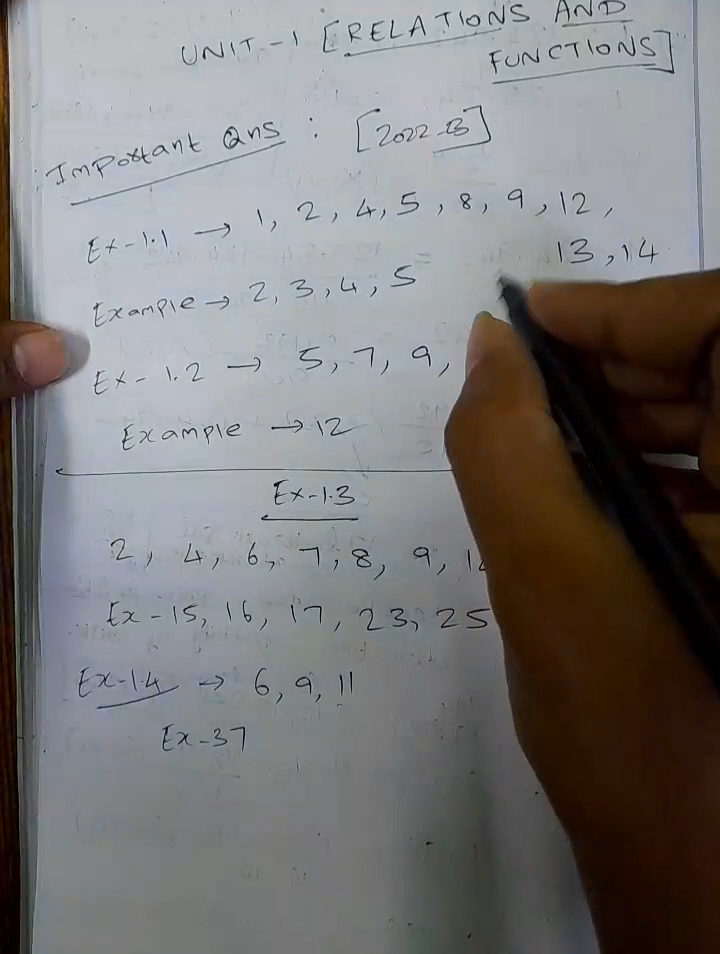 UNIT-1 [RELATIONS AND
FUNCTIONS]
Important Qns : [2022-23]
Ex-1.1 → 1, 2, 4, 5, 8, 9, 12,
13, 14
Example → 2, 3, 4, 5
Ex-1.2 → 5, 7, 9,
Example → 12
Ex-1.3
2, 4, 6, 7, 8, 9,
Ex-15, 16, 17, 23, 25
Ex-1.4 → 6, 9, 11
Ex-37